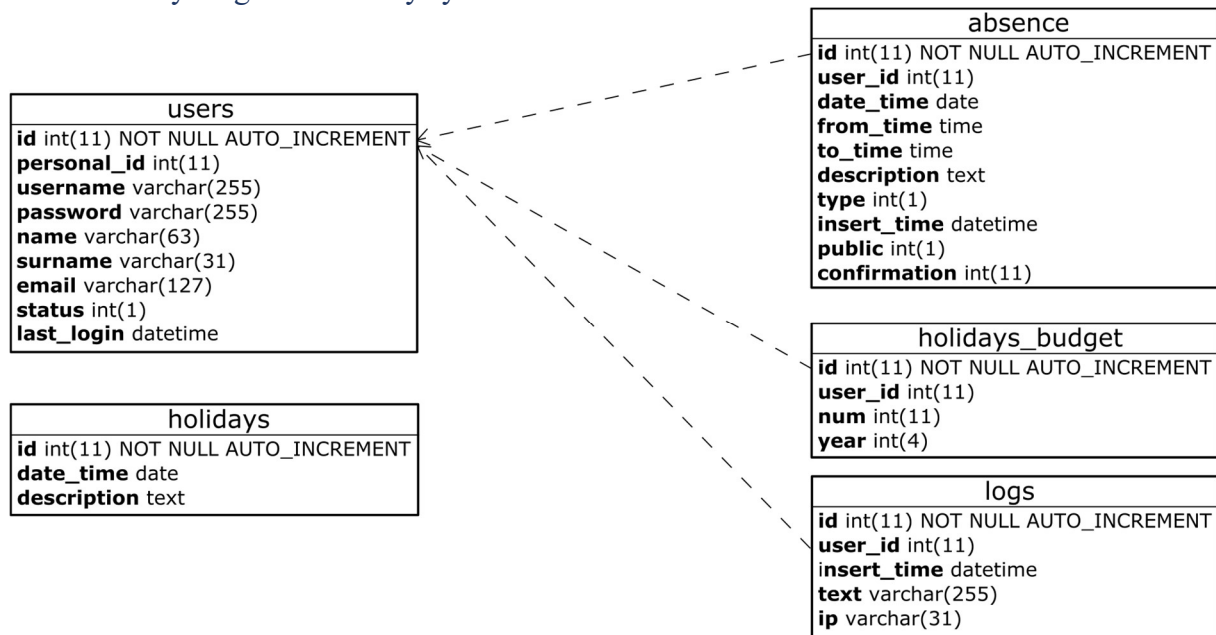 users
id int(11) NOT NULL AUTO_INCREMENT
personal_id int(11)
username varchar(255)
password varchar(255)
name varchar(63)
surname varchar(31)
email varchar(127)
status int(1)
last_login datetime
holidays
id int(11) NOT NULL AUTO_INCREMENT
date_time date
description text
absence
id int(11) NOT NULL AUTO_INCREMENT
user_id int(11)
date_time date
from_time time
to_time time
description text
type int(1)
insert_time datetime
public int(1)
confirmation int(11)
holidays_budget
id int(11) NOT NULL AUTO_INCREMENT
user_id int(11)
num int(11)
year int(4)
logs
id int(11) NOT NULL AUTO_INCREMENT
user_id int(11)
insert_time datetime
text varchar(255)
ip varchar(31)